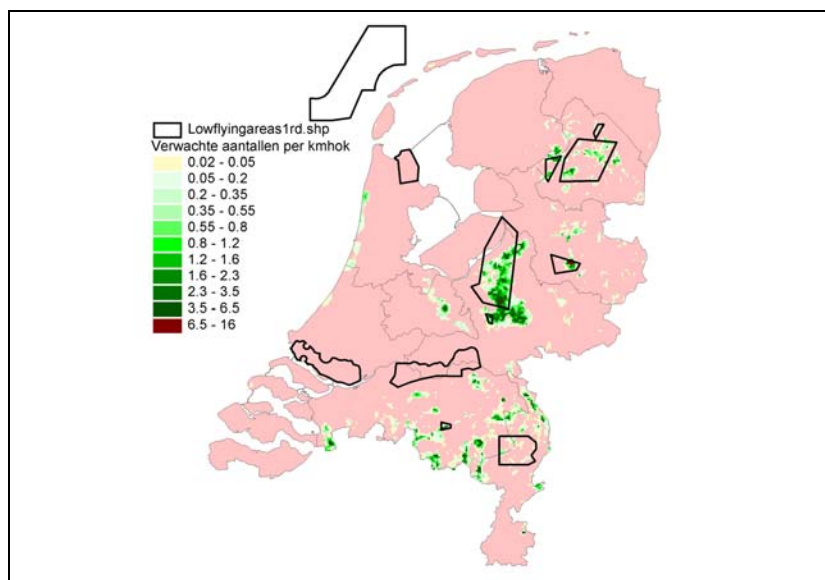 Lowflyingareas1rd.shp
Verwachte aantallen per kmhok
0.02 - 0.05
0.05 - 0.2
0.2 - 0.35
0.35 - 0.55
0.55 - 0.8
0.8 - 1.2
1.2 - 1.6
1.6 - 2.3
2.3 - 3.5
3.5 - 6.5
6.5 - 16